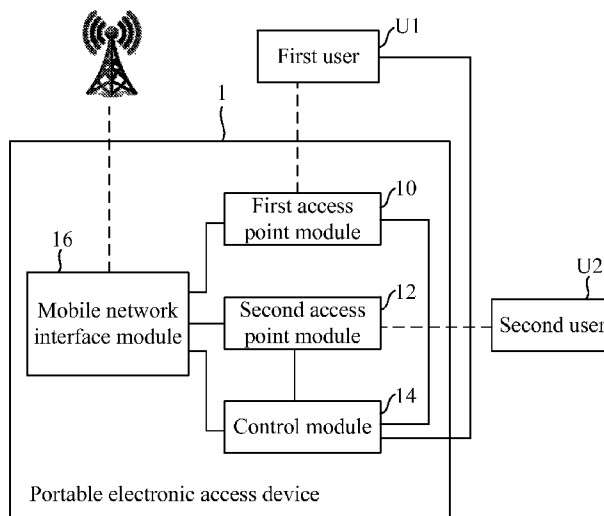 U1
First user
1
10
First access
point module
16
Mobile network
interface module
12
Second access
point module
U2
Second user
14
Control module
Portable electronic access device